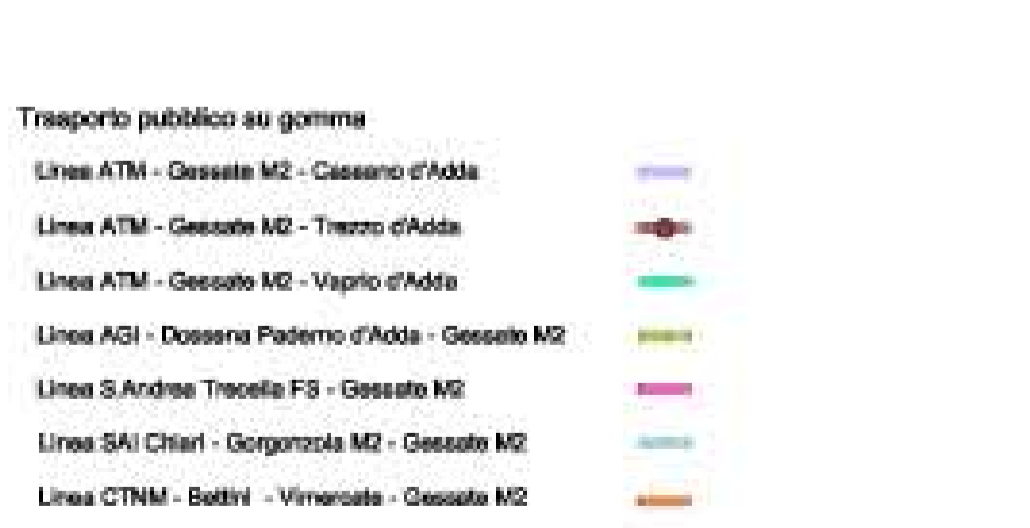 Trasporto pubblico su gomma
Linea ATM - Gessate M2 - Cassano d'Adda
Linea ATM - Gessate M2 - Trezzo d'Adda
Linea ATM - Gessate M2 - Vaprio d'Adda
Linea AGI - Dossena Paderno d'Adda - Gessate M2
Linea S.Andrea Trecella FS - Gessate M2
Linea SAI Chiari - Gorgonzola M2 - Gessate M2
Linea CTNM - Bettini - Vimercate - Gessate M2